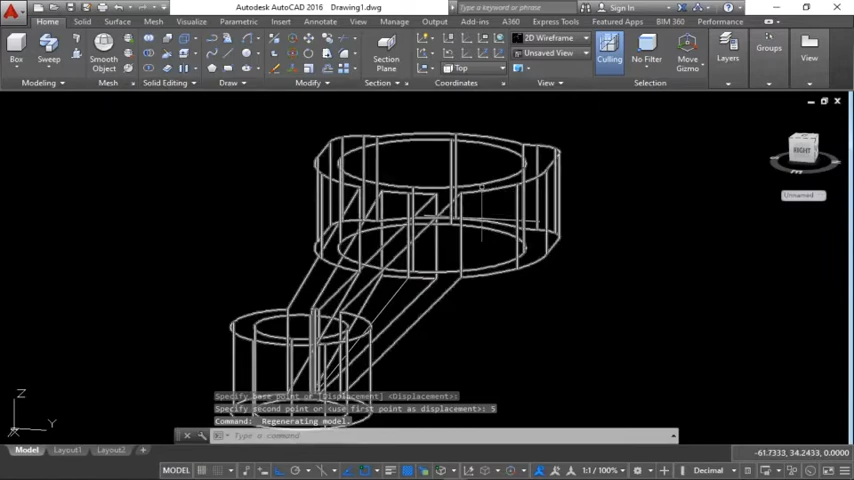 Autodesk AutoCAD 2016 Drawing1.dwg
Type a keyword or phrase
Sign In
Home Solid Surface Mesh Visualize Parametric Insert Annotate View Manage Output Add-ins A360 Express Tools Featured Apps BIM 360 Performance
Box Sweep Smooth Object Section Plane 2D Wireframe Unsaved View Top Culling No Filter Move Gizmo Layers Groups View
Modeling Mesh Solid Editing Draw Modify Section Coordinates View Selection
RIGHT
Unnamed
Z
Y
Specify base point or [Displacement] <Displacement>:
Specify second point or <use first point as displacement>: 5
Command: Regenerating model.
Type a command
Model Layout1 Layout2 +
-61.7333, 34.2433, 0.0000
MODEL 1:1 / 100% Decimal